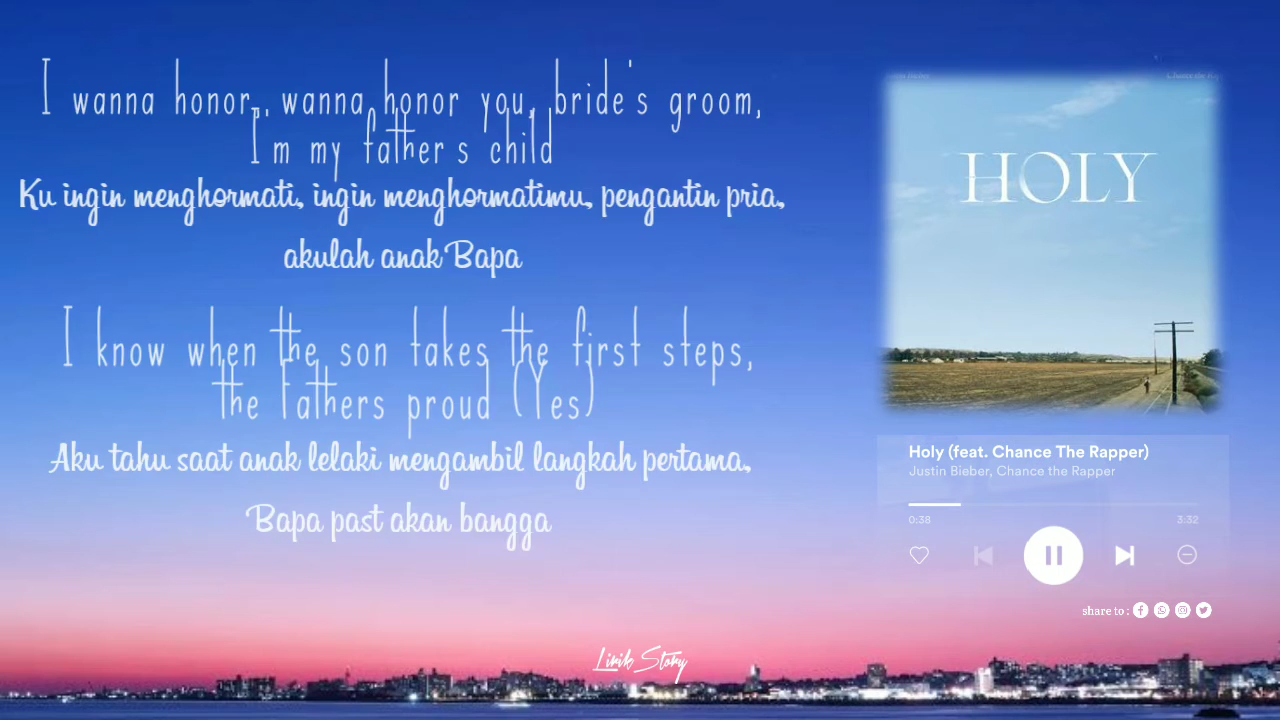 I wanna honor, wanna honor you, bride's groom,
I'm my father's child
Ku ingin menghormati, ingin menghormatimu, pengantin pria,
akulah anak Bapa
I know when the son takes the first steps,
the Fathers proud (Yes)
Aku tahu saat anak lelaki mengambil langkah pertama,
Bapa past akan bangga
HOLY
Holy (feat. Chance The Rapper)
Justin Bieber, Chance the Rapper
0:38
3:32
share to :
Lirik Story